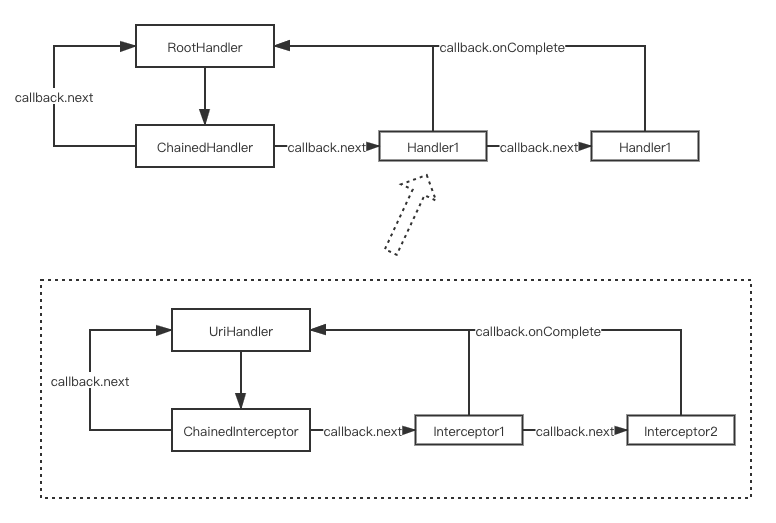 RootHandler
callback.onComplete
callback.next
ChainedHandler
callback.next
Handler1
callback.next
Handler1
UriHandler
callback.onComplete
callback.next
ChainedInterceptor
callback.next
Interceptor1
callback.next
Interceptor2